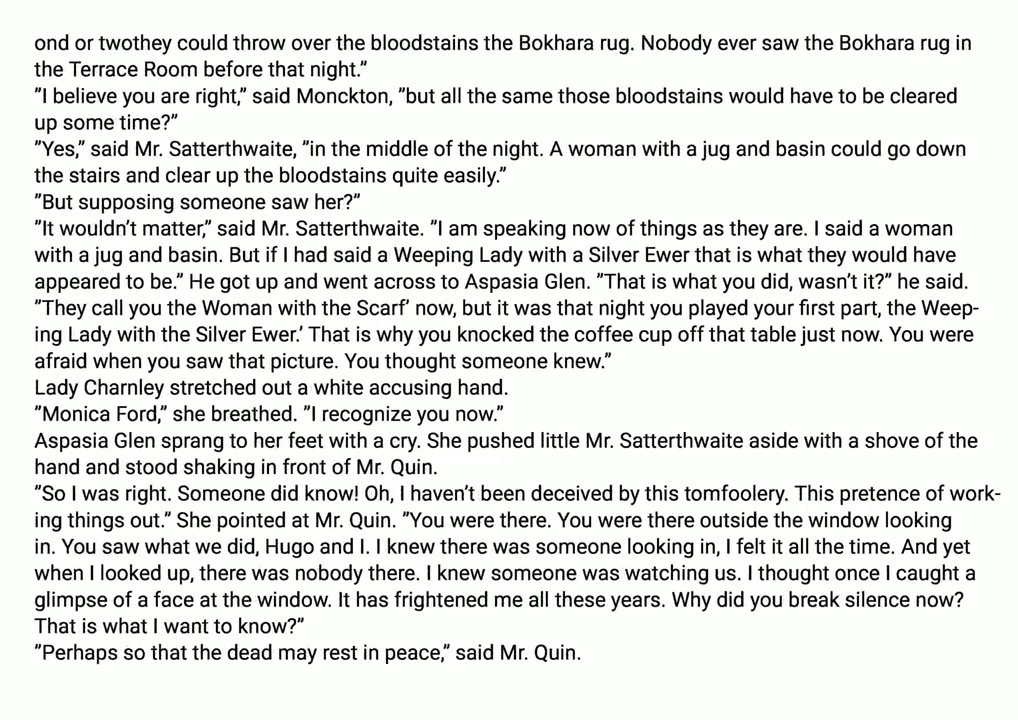 ond or twothey could throw over the bloodstains the Bokhara rug. Nobody ever saw the Bokhara rug in
the Terrace Room before that night.”
”I believe you are right,” said Monckton, ”but all the same those bloodstains would have to be cleared
up some time?”
”Yes,” said Mr. Satterthwaite, ”in the middle of the night. A woman with a jug and basin could go down
the stairs and clear up the bloodstains quite easily.”
”But supposing someone saw her?”
”It wouldn’t matter,” said Mr. Satterthwaite. ”I am speaking now of things as they are. I said a woman
with a jug and basin. But if I had said a Weeping Lady with a Silver Ewer that is what they would have
appeared to be.” He got up and went across to Aspasia Glen. ”That is what you did, wasn’t it?” he said.
”They call you the Woman with the Scarf’ now, but it was that night you played your first part, the Weep-
ing Lady with the Silver Ewer.’ That is why you knocked the coffee cup off that table just now. You were
afraid when you saw that picture. You thought someone knew.”
Lady Charnley stretched out a white accusing hand.
”Monica Ford,” she breathed. ”I recognize you now.”
Aspasia Glen sprang to her feet with a cry. She pushed little Mr. Satterthwaite aside with a shove of the
hand and stood shaking in front of Mr. Quin.
”So I was right. Someone did know! Oh, I haven’t been deceived by this tomfoolery. This pretence of work-
ing things out.” She pointed at Mr. Quin. ”You were there. You were there outside the window looking
in. You saw what we did, Hugo and I. I knew there was someone looking in, I felt it all the time. And yet
when I looked up, there was nobody there. I knew someone was watching us. I thought once I caught a
glimpse of a face at the window. It has frightened me all these years. Why did you break silence now?
That is what I want to know?”
”Perhaps so that the dead may rest in peace,” said Mr. Quin.